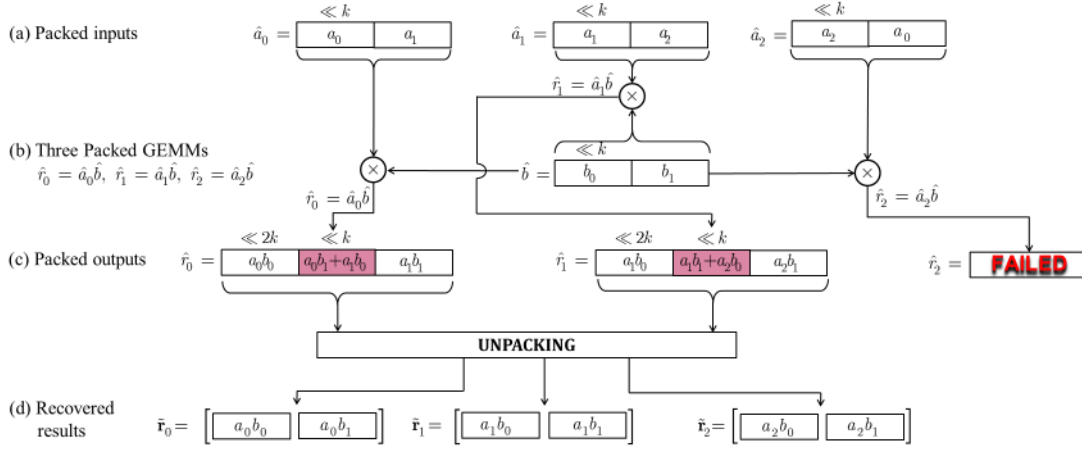 ≪ k ≪ k ≪ k
(a) Packed inputs â₀ = a₀ a₁ â₁ = a₁ a₂ â₂ = a₂ a₀
r̂₁ = â₁b̂ ⊗
(b) Three Packed GEMMs ≪ k
r̂₀ = â₀b̂, r̂₁ = â₁b̂, r̂₂ = â₂b̂ ⊗ b̂ = b₀ b₁ ⊗
r̂₀ = â₀b̂ r̂₂ = â₂b̂
≪ 2k ≪ k ≪ 2k ≪ k
(c) Packed outputs r̂₀ = a₀b₀ a₀b₁+a₁b₀ a₁b₁ r̂₁ = a₁b₀ a₁b₁+a₂b₀ a₂b₁ r̂₂ = FAILED
UNPACKING
(d) Recovered
results r̃₀ = [ a₀b₀ a₀b₁ ] r̃₁ = [ a₁b₀ a₁b₁ ] r̃₂ = [ a₂b₀ a₂b₁ ]